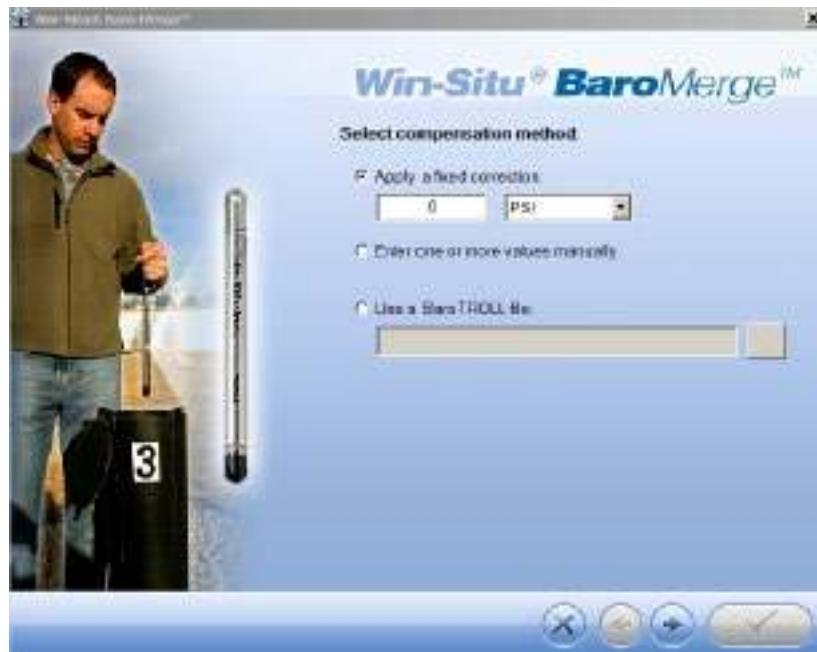 Win-Situ® BaroMerge™
Select compensation method:
Apply a fixed correction
0 PSI
Enter one or more values manually
Use a BaroTROLL file:
3